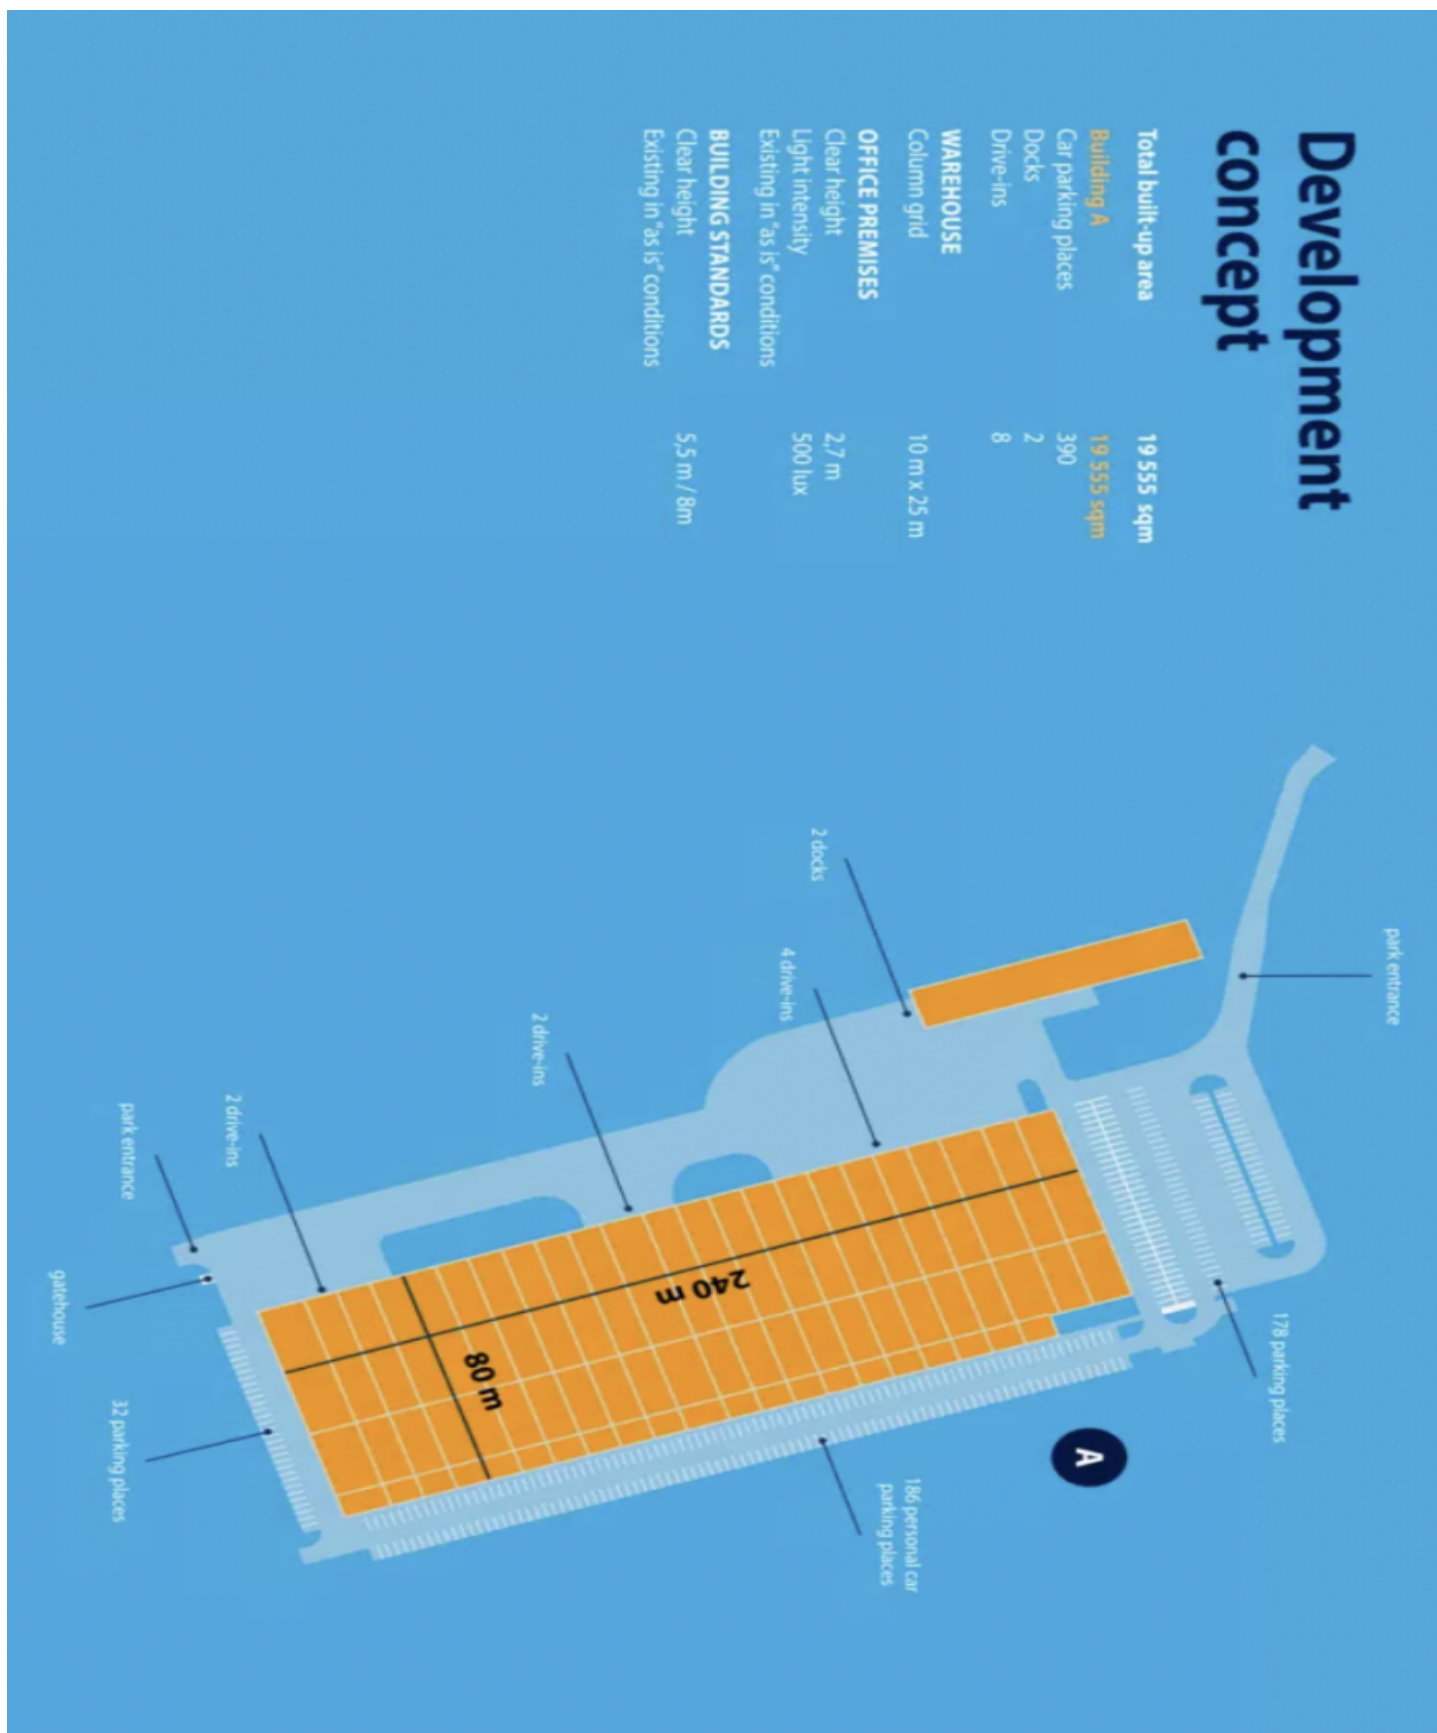 Development
concept
Total built-up area 19 555 sqm
Building A 19 555 sqm
Car parking places 390
Docks 2
Drive-ins 8
WAREHOUSE
Column grid 10 m x 25 m
OFFICE PREMISES
Clear height 2,7 m
Light intensity 500 lux
Existing in "as is" conditions
BUILDING STANDARDS
Clear height 5,5 m / 8m
Existing in "as is" conditions
park entrance
2 docks
4 drive-ins
2 drive-ins
2 drive-ins
park entrance
gatehouse
178 parking places
240 m
80 m
A
32 parking places
186 personal car
parking places